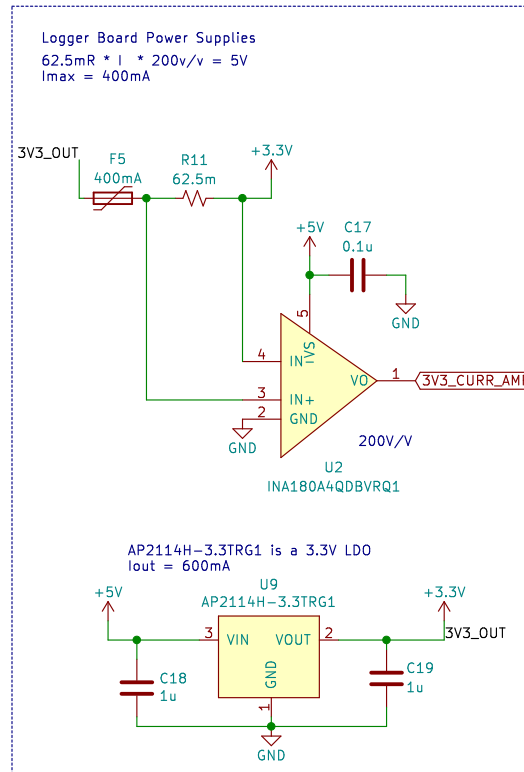 Logger Board Power Supplies
62.5mR * I  * 200v/v = 5V
Imax = 400mA
3V3_OUT
F5
400mA
R11
62.5m
+3.3V
+5V
C17
0.1u
GND
5
VS
4
IN-
3
IN+
2
GND
VO
1
3V3_CURR_AM
GND
200V/V
U2
INA180A4QDBVRQ1
AP2114H-3.3TRG1 is a 3.3V LDO
Iout = 600mA
U9
AP2114H-3.3TRG1
+5V
+3.3V
3V3_OUT
3
VIN
VOUT
2
GND
1
C18
1u
C19
1u
GND